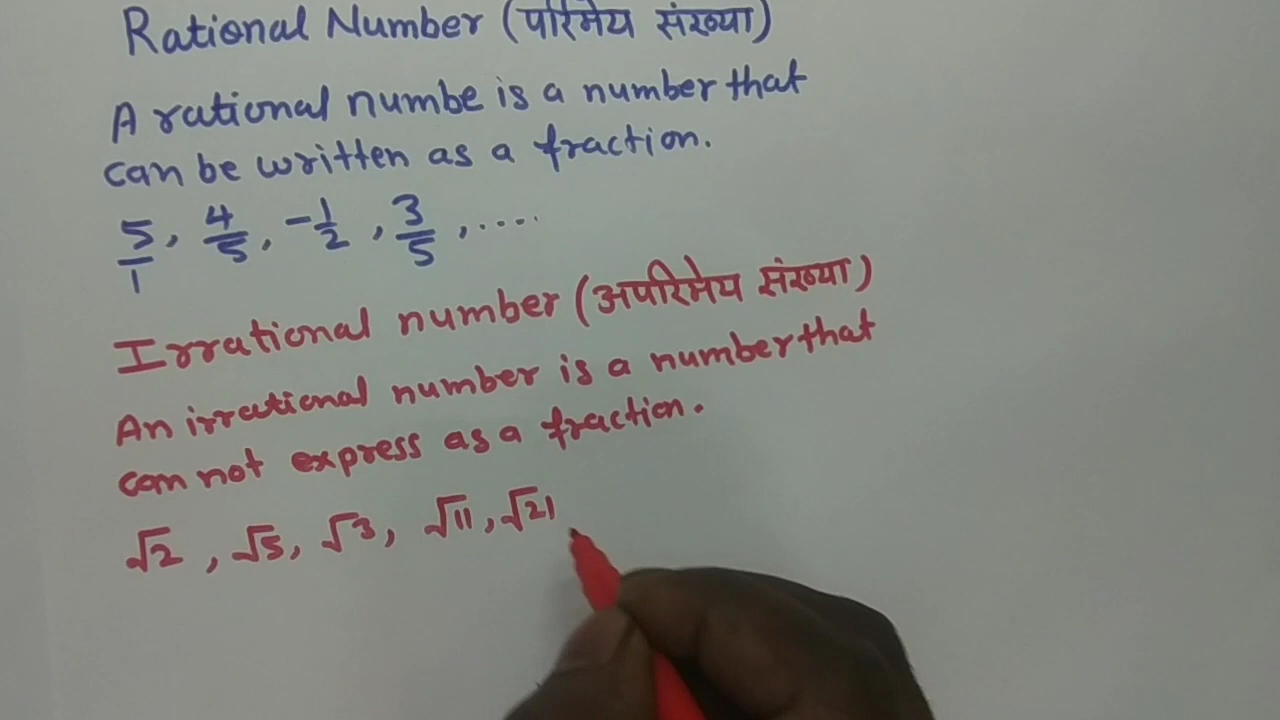 Rational Number (परिमेय संख्या)
A rational numbe is a number that
can be written as a fraction.
5/1, 4/5, -1/2, 3/5, ....
Irrational number (अपरिमेय संख्या)
An irrational number is a number that
can not express as a fraction.
√2, √5, √3, √11, √21